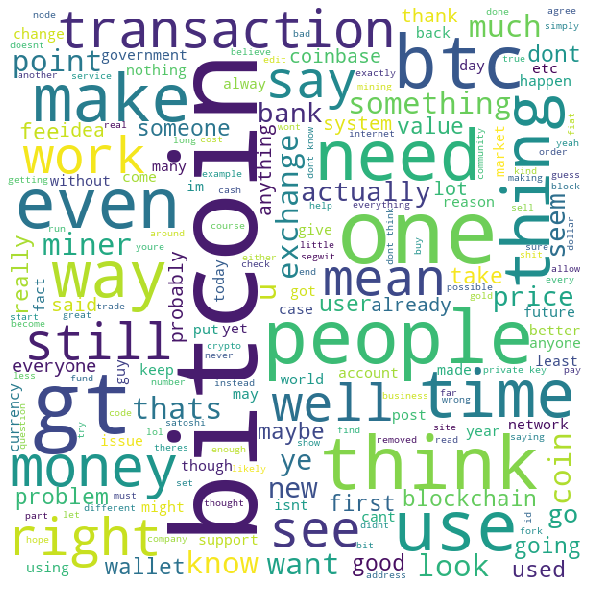 node
change
transaction
btc
thank
back
done
agree
simply
doesnt
government
believe
bad
much
another
nothing
edit
exactly
true
point
service
say
coinbase
day
etc
dont
make
alway
mining
happen
real
bitcoin
bank
something
thing
fee
idea
someone
system
value
market
yeah
work
long
cost
wont
internet
kind
order
getting
many
example
anything
dont know
need
community
making
guess
fiat
without
come
im
cash
exchange
actually
lot
block
even
run
course
everything
reason
sell
dollar
seem
miner
youre
help
dont think
one
shit
sure
around
either
little
give
buy
allow
way
probably
today
check
segwit
mean
take
possible
every
really
fact
u
end
got
gold
said
case
user
already
price
future
start
great
trade
put
yet
people
become
still
crypto
better
anyone
less
everyone
guy
never
world
account
made
least
fund
keep
instead
may
private key
pay
gt
number
well
business
far
time
currency
question
thats
satoshi
code
maybe
post
year
wrong
network
issue
lol
enough
find
site
saying
try
though
ye
think
removed
read
coin
money
theres
likely
show
isnt
problem
set
thought
new
first
blockchain
go
part
different
must
might
see
cant
didnt
id
right
hope
let
company
support
want
look
fork
going
using
wallet
know
good
bit
address
use
used